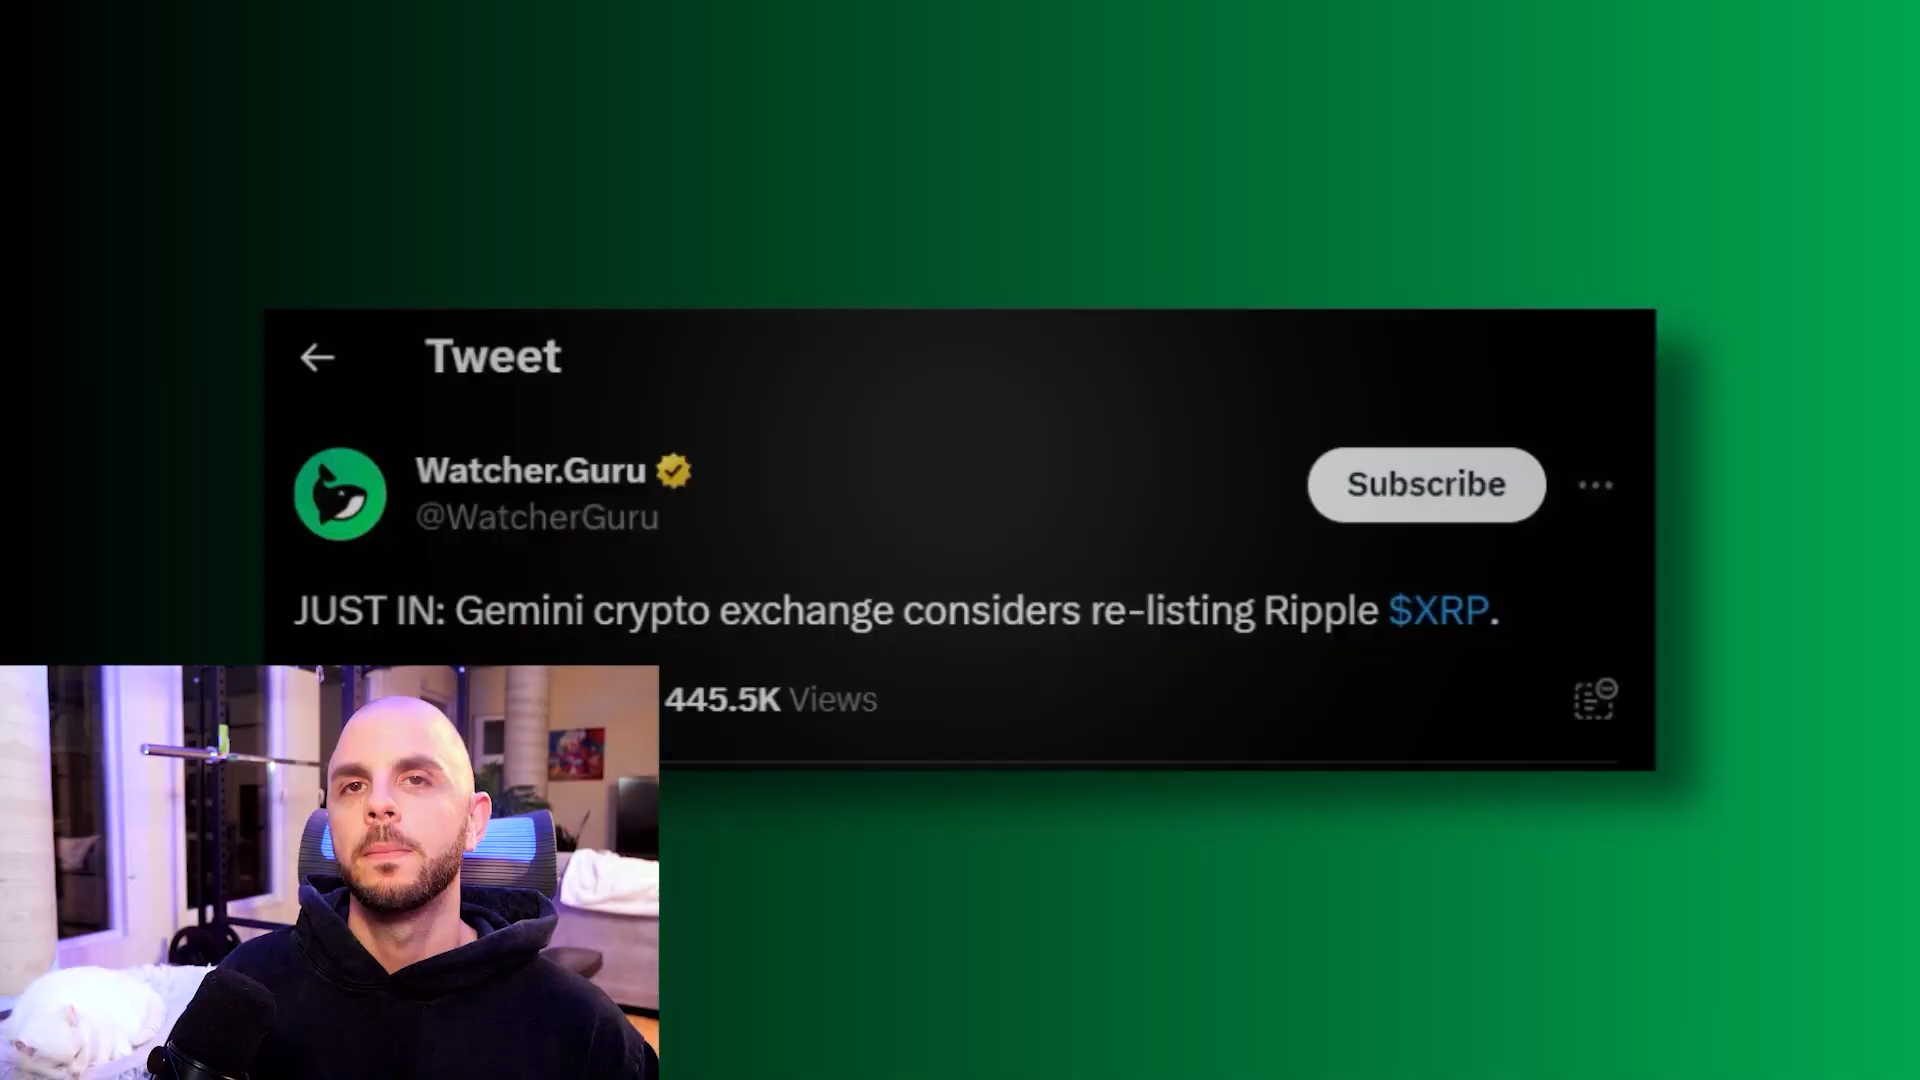 Tweet
Watcher.Guru
@WatcherGuru
Subscribe
JUST IN: Gemini crypto exchange considers re-listing Ripple $XRP.
445.5K Views